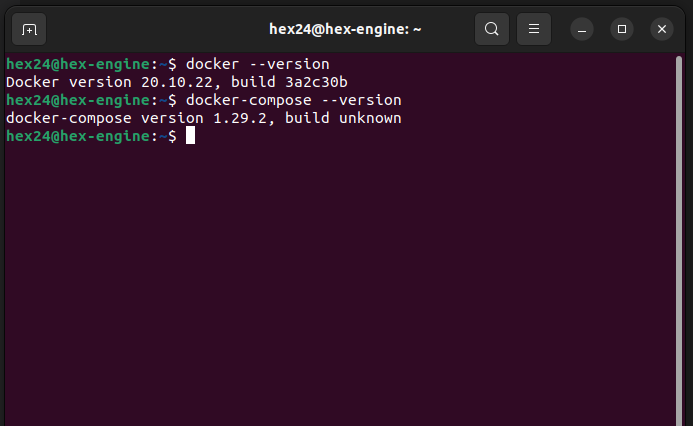 hex24@hex-engine: ~
hex24@hex-engine:~$ docker --version
Docker version 20.10.22, build 3a2c30b
hex24@hex-engine:~$ docker-compose --version
docker-compose version 1.29.2, build unknown
hex24@hex-engine:~$